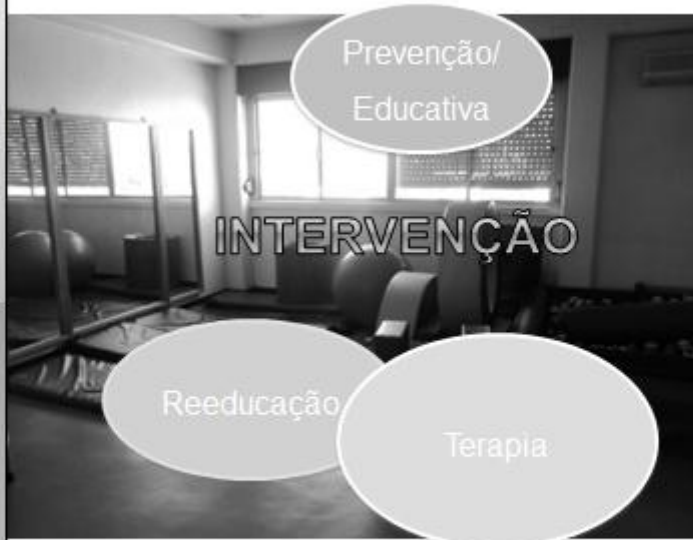 Prevenção/
Educativa
INTERVENÇÃO
Reeducação
Terapia